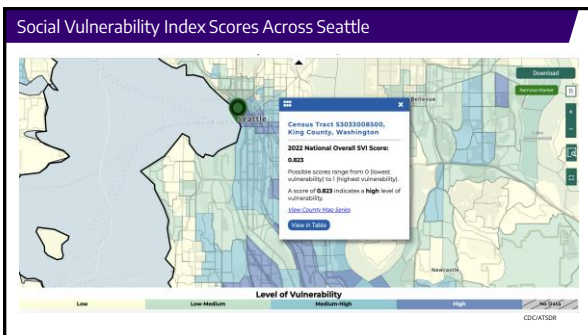 Social Vulnerability Index Scores Across Seattle
Download
Remove Marker
Bellevue
Seattle
Census Tract 53033008500,
King County, Washington
2022 National Overall SVI Score:
0.823
Possible scores range from 0 (lowest
vulnerability) to 1 (highest vulnerability).
A score of 0.823 indicates a high level of
vulnerability.
View County Map Series
View in Table
Newcastle
Level of Vulnerability
Low
Low-Medium
Medium-High
High
No Data
CDC/ATSDR